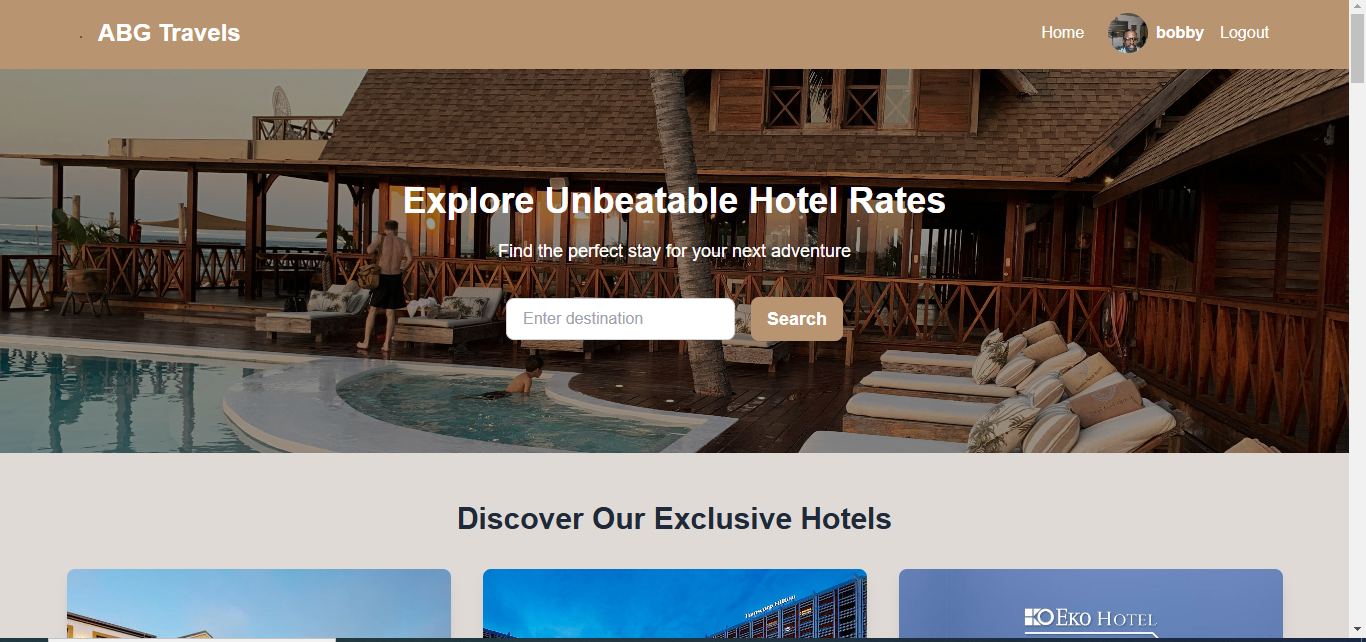 ABG Travels
Home bobby Logout
Explore Unbeatable Hotel Rates
Find the perfect stay for your next adventure
Enter destination Search
Discover Our Exclusive Hotels
EKO HOTEL